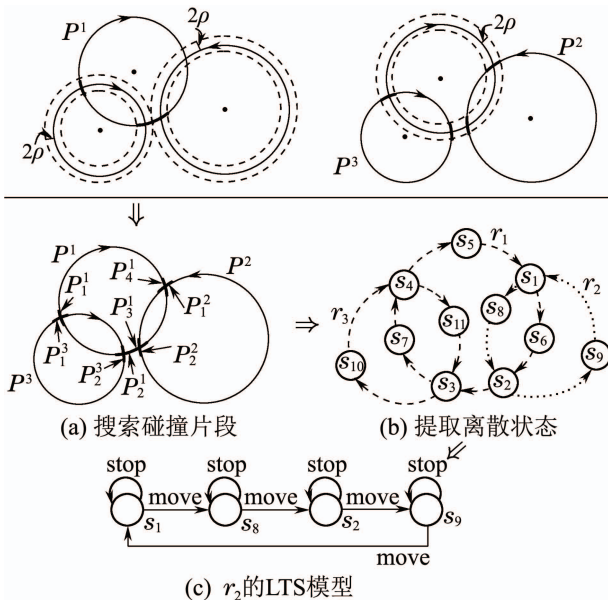 2ρ
P¹
2ρ
2ρ
P²
P³
⇓
P¹
P₄¹
P²
P₁¹
P₃¹
P₁²
P₁³
P₂³
P₂²
P³
P₂¹
⇒
s₅
r₁
s₄
s₁
r₂
r₃
s₈
s₁₁
s₆
s₇
s₁₀
s₉
s₃
s₂
(a) 搜索碰撞片段
(b) 提取离散状态
stop stop stop stop
move move move
s₁ s₈ s₂ s₉
move
(c) r₂的LTS模型